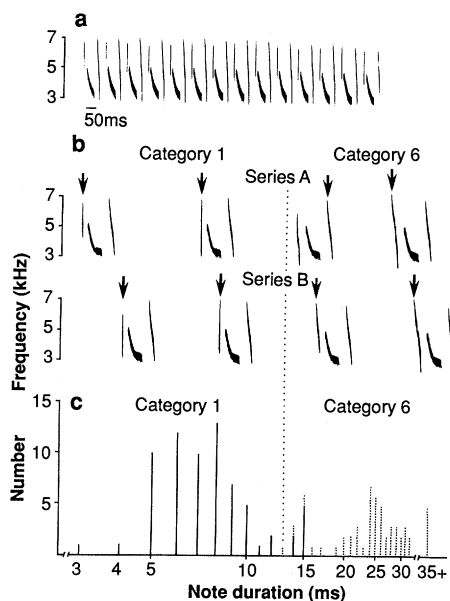 a
7
5
3
50ms
b
Category 1
Category 6
Series A
7
5
3
Series B
7
5
3
Frequency (kHz)
c
Category 1
Category 6
15
10
5
Number
3 4 5 10 15 20 25 30 35+
Note duration (ms)